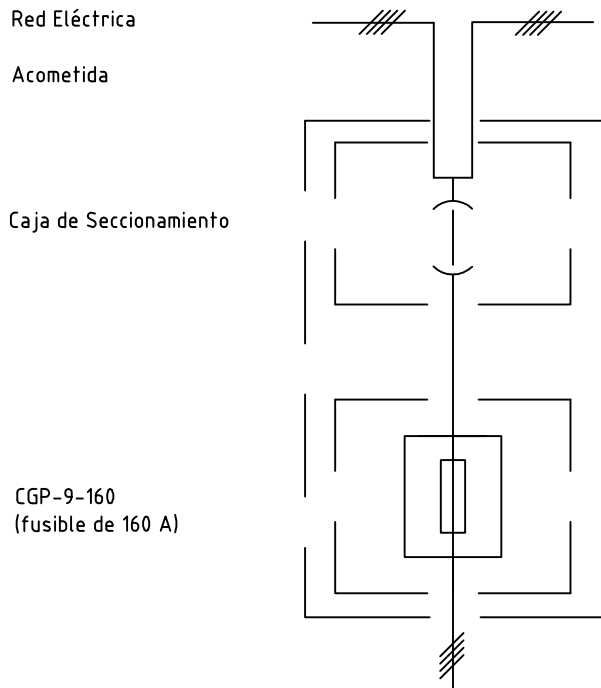 Red Eléctrica
Acometida
Caja de Seccionamiento
CGP-9-160
(fusible de 160 A)